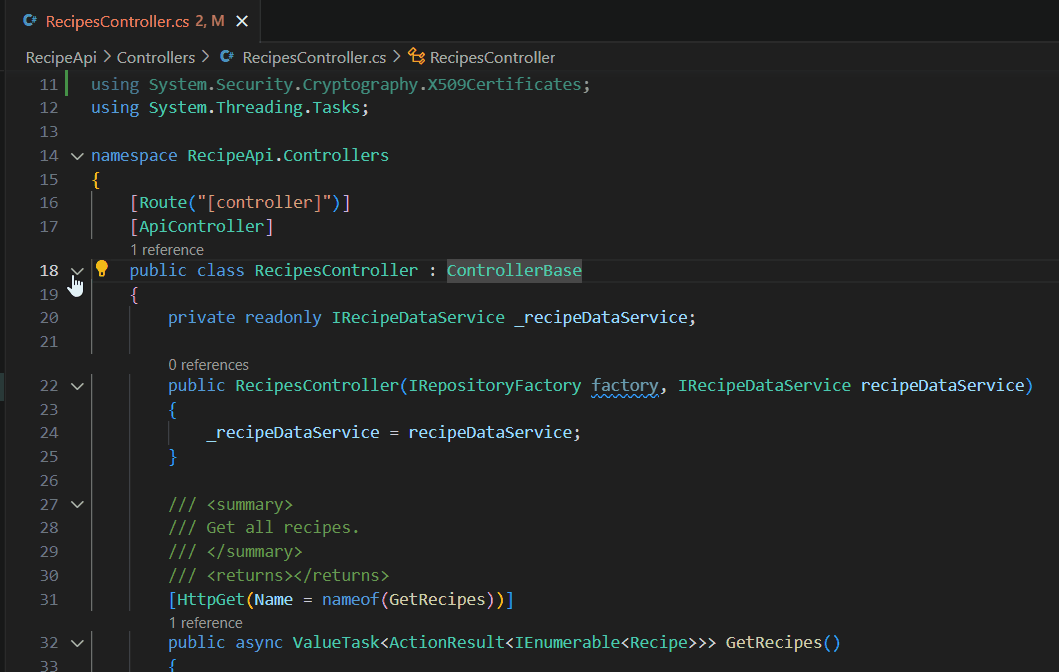 C# RecipesController.cs 2, M ×
RecipeApi > Controllers > C# RecipesController.cs > RecipesController
11 using System.Security.Cryptography.X509Certificates;
12 using System.Threading.Tasks;
13
14 namespace RecipeApi.Controllers
15 {
16 [Route("[controller]")]
17 [ApiController]
1 reference
18 public class RecipesController : ControllerBase
19 {
20 private readonly IRecipeDataService _recipeDataService;
21
0 references
22 public RecipesController(IRepositoryFactory factory, IRecipeDataService recipeDataService)
23 {
24 _recipeDataService = recipeDataService;
25 }
26
27 /// <summary>
28 /// Get all recipes.
29 /// </summary>
30 /// <returns></returns>
31 [HttpGet(Name = nameof(GetRecipes))]
1 reference
32 public async ValueTask<ActionResult<IEnumerable<Recipe>>> GetRecipes()
33 {